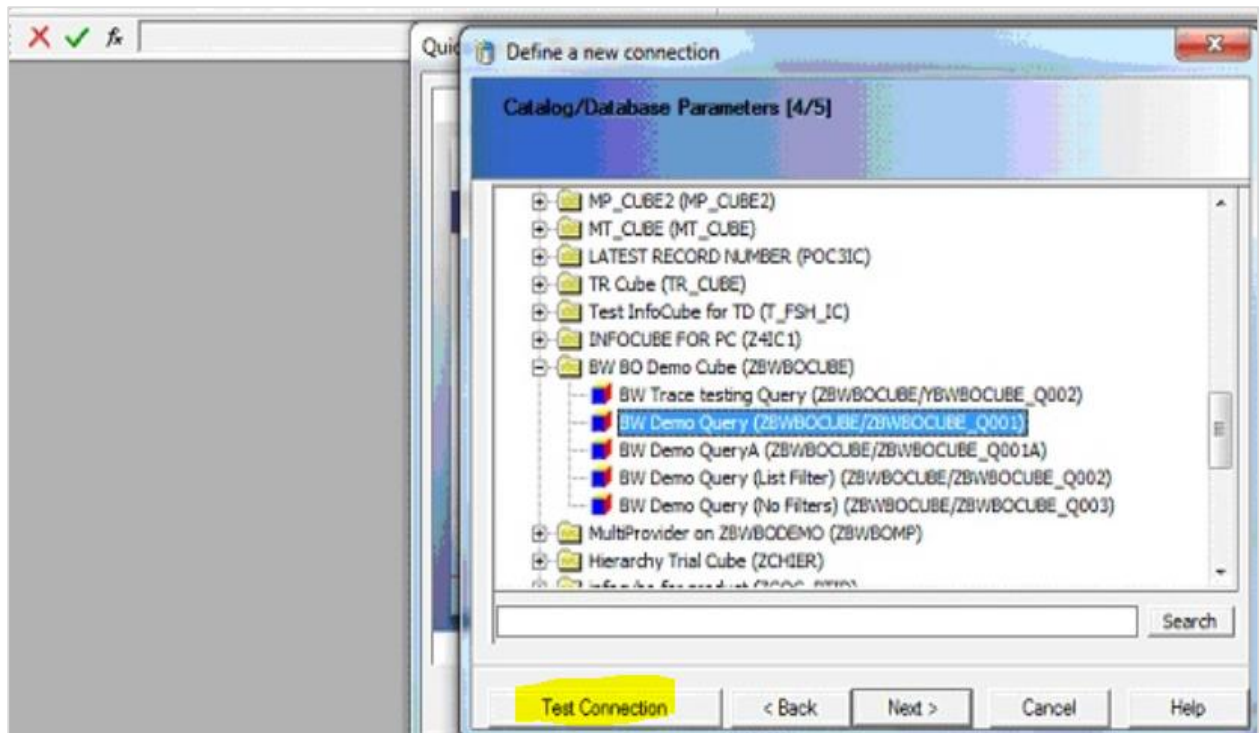 fx
Quic
Define a new connection
Catalog/Database Parameters [4/5]
MP_CUBE2 (MP_CUBE2)
MT_CUBE (MT_CUBE)
LATEST RECORD NUMBER (POC3IC)
TR Cube (TR_CUBE)
Test InfoCube for TD (T_FSH_IC)
INFOCUBE FOR PC (Z4IC1)
BW BO Demo Cube (ZBWBOCUBE)
BW Trace testing Query (ZBWBOCUBE/YBWBOCUBE_Q002)
BW Demo Query (ZBWBOCUBE/ZBWBOCUBE_Q001)
BW Demo QueryA (ZBWBOCUBE/ZBWBOCUBE_Q001A)
BW Demo Query (List Filter) (ZBWBOCUBE/ZBWBOCUBE_Q002)
BW Demo Query (No Filters) (ZBWBOCUBE/ZBWBOCUBE_Q003)
MultiProvider on ZBWBODEMO (ZBWBOMP)
Hierarchy Trial Cube (ZCHIER)
Search
Test Connection < Back Next > Cancel Help